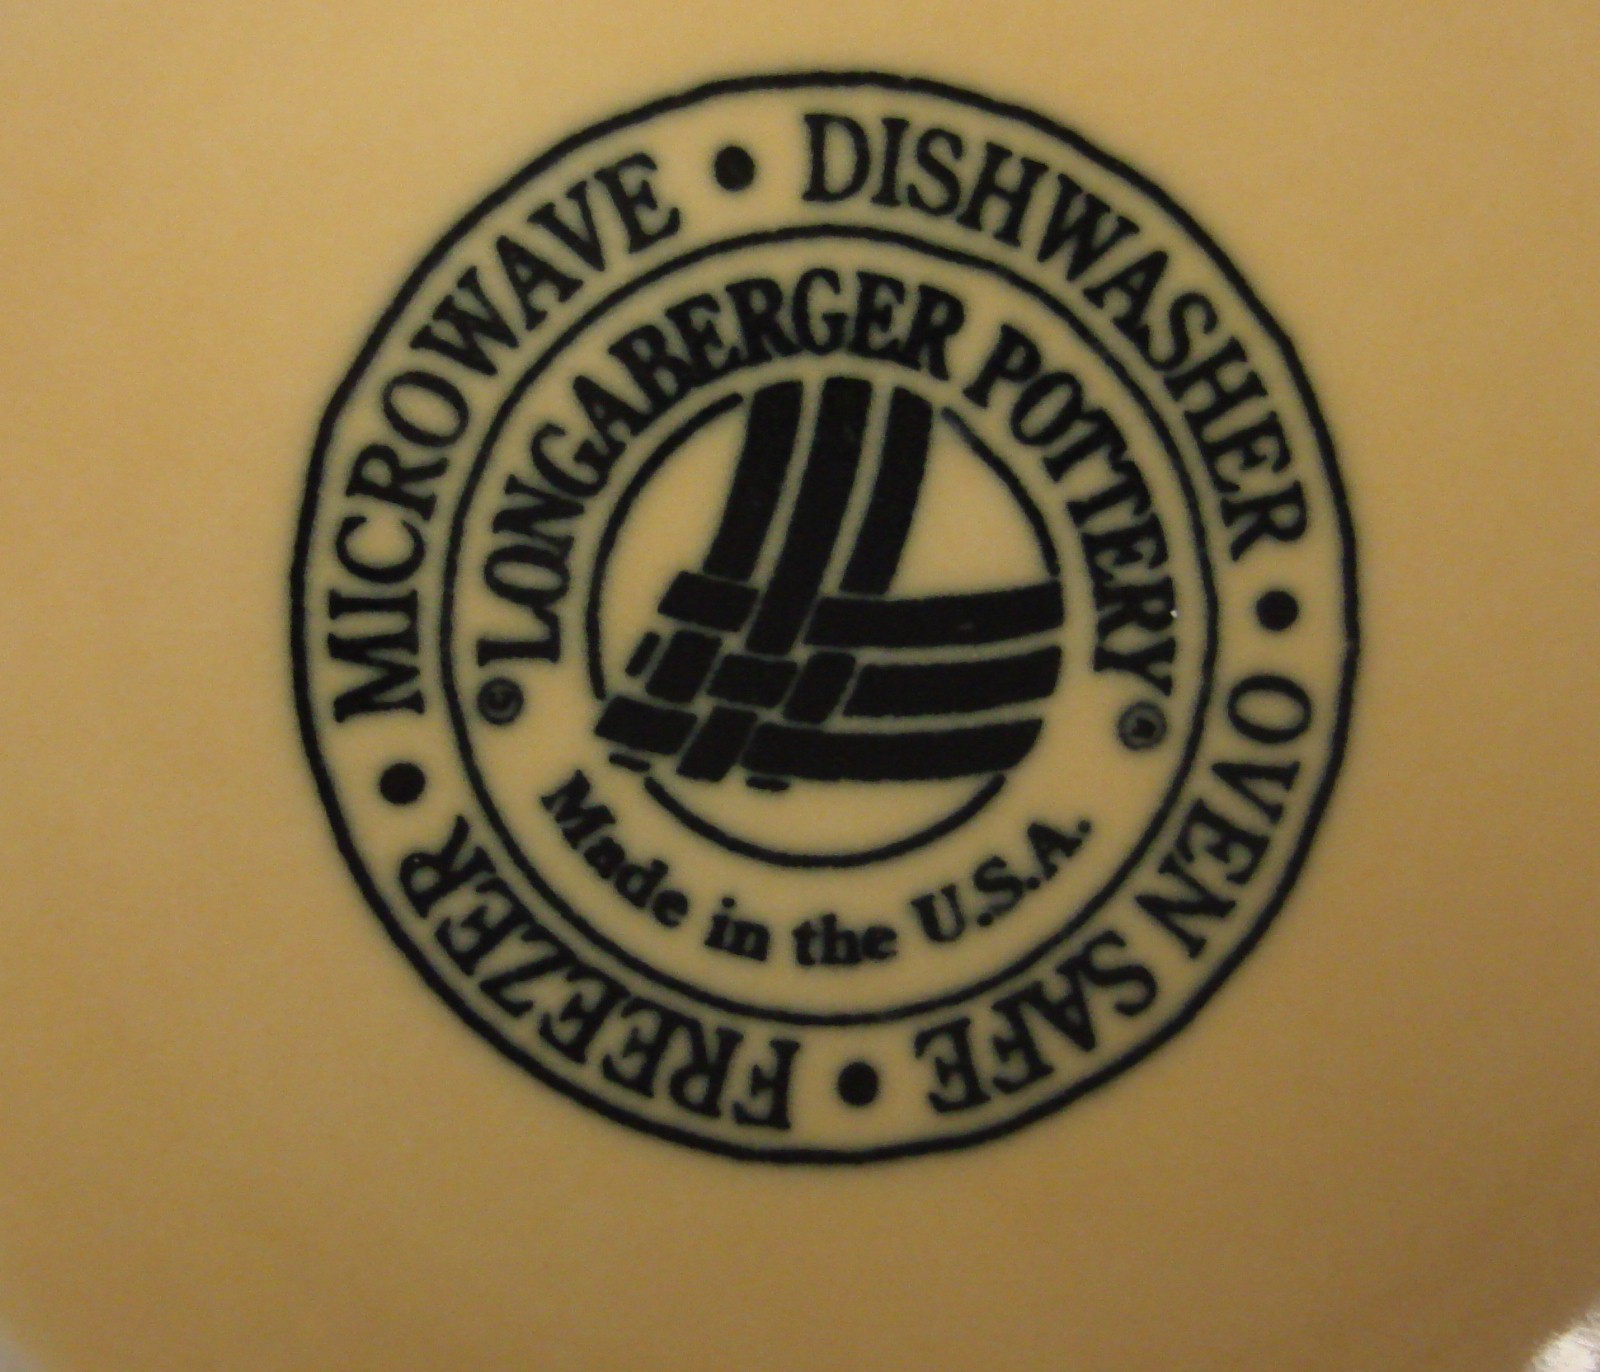 MICROWAVE • DISHWASHER • OVEN SAFE • FREEZER •
© LONGABERGER POTTERY ©
Made in the U.S.A.